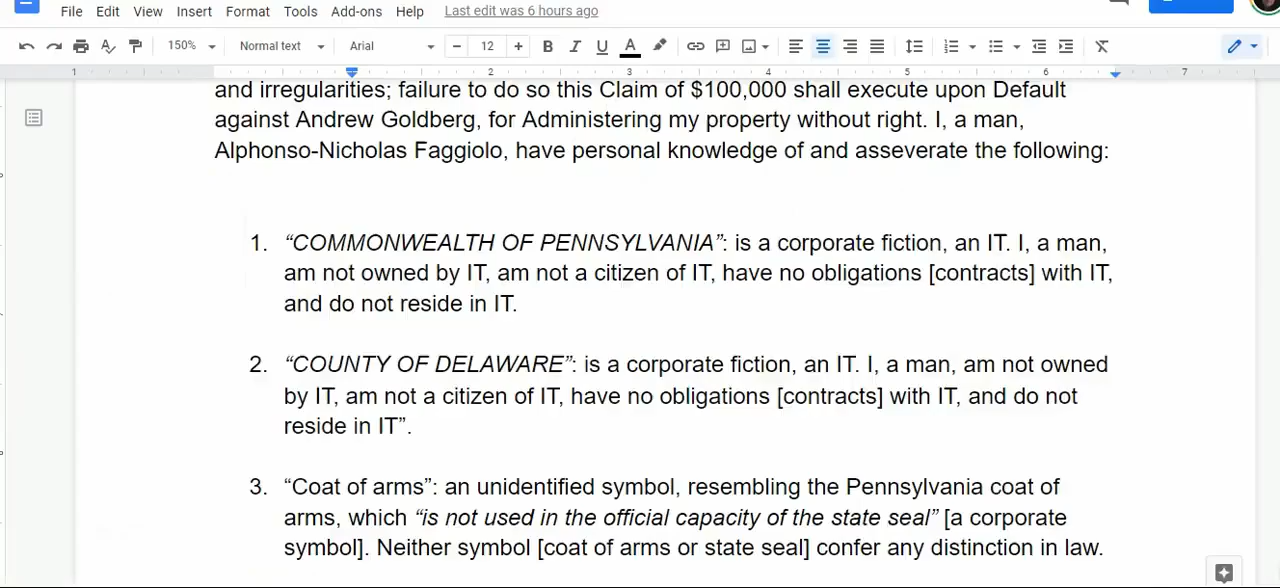 File Edit View Insert Format Tools Add-ons Help Last edit was 6 hours ago
150% Normal text Arial 12 B I U A
1 2 3 4 5 6 7
and irregularities; failure to do so this Claim of $100,000 shall execute upon Default
against Andrew Goldberg, for Administering my property without right. I, a man,
Alphonso-Nicholas Faggiolo, have personal knowledge of and asseverate the following:
1. “COMMONWEALTH OF PENNSYLVANIA”: is a corporate fiction, an IT. I, a man,
am not owned by IT, am not a citizen of IT, have no obligations [contracts] with IT,
and do not reside in IT.
2. “COUNTY OF DELAWARE”: is a corporate fiction, an IT. I, a man, am not owned
by IT, am not a citizen of IT, have no obligations [contracts] with IT, and do not
reside in IT”.
3. “Coat of arms”: an unidentified symbol, resembling the Pennsylvania coat of
arms, which “is not used in the official capacity of the state seal” [a corporate
symbol]. Neither symbol [coat of arms or state seal] confer any distinction in law.